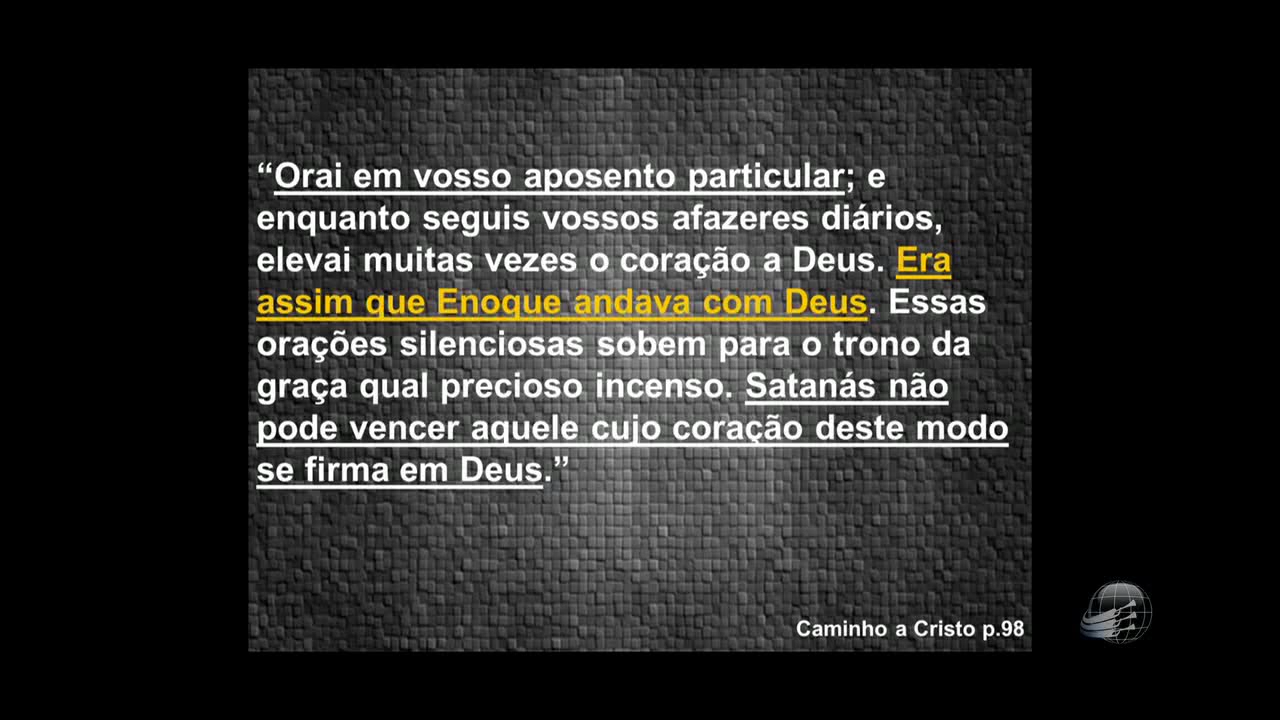 “Orai em vosso aposento particular; e
enquanto seguis vossos afazeres diários,
elevai muitas vezes o coração a Deus. Era
assim que Enoque andava com Deus. Essas
orações silenciosas sobem para o trono da
graça qual precioso incenso. Satanás não
pode vencer aquele cujo coração deste modo
se firma em Deus.”
Caminho a Cristo p.98